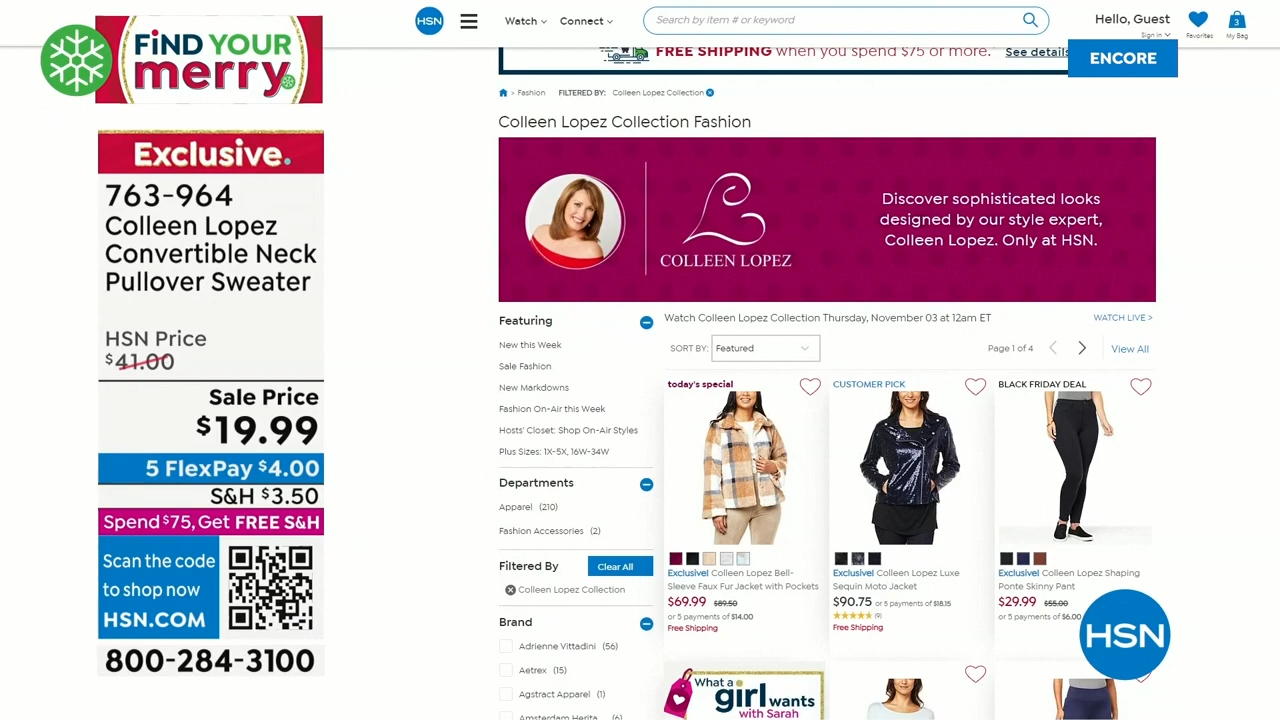 FiND YOUR
merry
Exclusive.
763-964
Colleen Lopez
Convertible Neck
Pullover Sweater
HSN Price
$41.00
Sale Price
$19.99
5 FlexPay $4.00
S&H $3.50
Spend $75, Get FREE S&H
Scan the code
to shop now
HSN.COM
800-284-3100
HSN
Watch
Connect
Search by item # or keyword
Hello, Guest
Sign in
Favorites
3
My Bag
FREE SHIPPING when you spend $75 or more.
See details
ENCORE
> Fashion
FILTERED BY:
Colleen Lopez Collection
Colleen Lopez Collection Fashion
L
COLLEEN LOPEZ
Discover sophisticated looks
designed by our style expert,
Colleen Lopez. Only at HSN.
Featuring
New this Week
Sale Fashion
New Markdowns
Fashion On-Air this Week
Hosts' Closet: Shop On-Air Styles
Plus Sizes: 1X-5X, 16W-34W
Departments
Apparel (210)
Fashion Accessories (2)
Filtered By
Clear All
Colleen Lopez Collection
Brand
Adrienne Vittadini (56)
Aetrex (15)
Agstract Apparel (1)
Amsterdam Herita... (6)
Watch Colleen Lopez Collection Thursday, November 03 at 12am ET
WATCH LIVE >
SORT BY:
Featured
Page 1 of 4
View All
today's special
Exclusive! Colleen Lopez Bell-
Sleeve Faux Fur Jacket with Pockets
$69.99 $89.50
or 5 payments of $14.00
Free Shipping
CUSTOMER PICK
Exclusive! Colleen Lopez Luxe
Sequin Moto Jacket
$90.75 or 5 payments of $18.15
(9)
Free Shipping
BLACK FRIDAY DEAL
Exclusive! Colleen Lopez Shaping
Ponte Skinny Pant
$29.99 $55.00
or 5 payments of $6.00
What a
girl wants
with Sarah
HSN